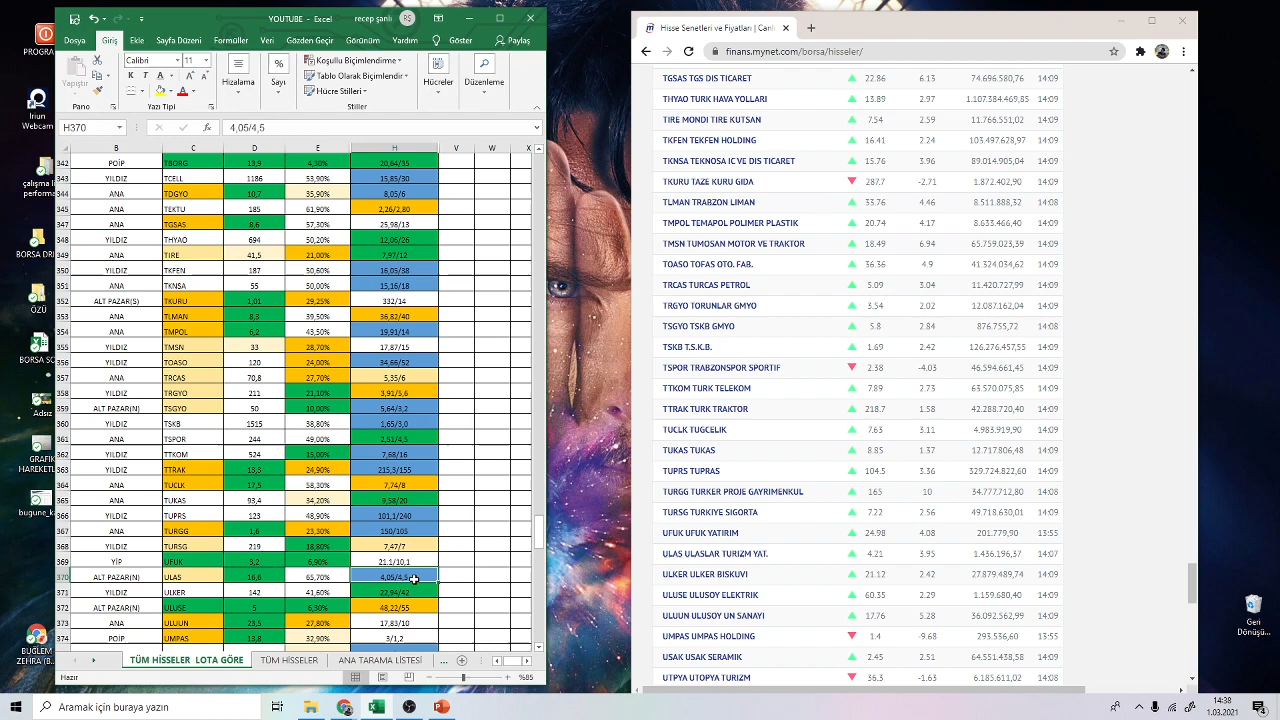 PROGRA
Iriun
Webcam
çalışma li
eforma
BORSA DRI
BORSA SC
Adsız
GRAFIK
HAREKETL
bugune_ka
BUGLEM
ZEHRA(B
Geri
Dönüşü...
YOUTUBE - Excel
recep şanlı
RŞ
Dosya Giriş Ekle Sayfa Düzeni Formüller Veri Gözden Geçir Görünüm Yardım Göster Paylaş
Yapıştır
Calibri 11
K T A A
Hizalama
%
Sayı
Koşullu Biçimlendirme
Tablo Olarak Biçimlendir
Hücre Stilleri
Hücreler
Düzenleme
Pano
Yazı Tipi
Stiller
H370
fx
4,05/4,5
B C D E H V W X
342 POİP TBORG 13,9 4,30% 20,64/35
343 YILDIZ TCELL 1186 53,90% 15,85/30
344 ANA TDGYO 10,7 35,90% 8,05/6
345 ANA TEKTU 185 61,90% 2,26/2,80
347 ANA TGSAS 8,6 57,30% 25,98/13
348 YILDIZ THYAO 694 50,20% 12,06/26
349 ANA TIRE 41,5 21,00% 7,97/12
350 YILDIZ TKFEN 187 50,60% 16,05/38
351 ANA TKNSA 55 50,00% 15,16/18
352 ALT PAZAR(S) TKURU 1,01 29,25% 332/14
353 ANA TLMAN 8,3 39,50% 36,82/40
354 ANA TMPOL 6,2 43,50% 19,91/14
355 YILDIZ TMSN 33 28,70% 17,87/15
356 YILDIZ TOASO 120 24,00% 34,66/52
357 ANA TRCAS 70,8 27,70% 5,35/6
358 YILDIZ TRGYO 211 21,10% 3,91/5,6
359 ALT PAZAR(N) TSGYO 50 10,00% 5,64/3,2
360 YILDIZ TSKB 1515 38,80% 1,65/3,0
361 ANA TSPOR 244 49,00% 2,51/4,5
362 YILDIZ TTKOM 524 15,00% 7,68/16
363 YILDIZ TTRAK 13,3 24,90% 215,3/155
364 ANA TUCLK 17,5 58,30% 7,74/8
365 ANA TUKAS 93,4 34,20% 9,58/20
366 YILDIZ TUPRS 123 48,90% 101,1/240
367 ANA TURGG 1,6 23,30% 150/105
368 YILDIZ TURSG 219 18,80% 7,47/7
369 YİP UFUK 3,2 6,90% 21.1/10,1
370 ALT PAZAR(N) ULAS 16,6 65,70% 4,05/4,5
371 YILDIZ ULKER 142 41,60% 22,94/42
372 ALT PAZAR(N) ULUSE 5 6,30% 48,22/55
373 ANA ULUUN 23,5 27,80% 17,83/10
374 POİP UMPAS 13,8 32,90% 3/1,2
TÜM HİSSELER LOTA GÖRE TÜM HİSSELER ANA TARAMA LİSTESİ ...
Hazır
%85
Hisse Senetleri ve Fiyatları | Canlı
finans.mynet.com/borsa/hisseler/
TGSAS TGS DIS TICARET 22.86 6.13 74.696.580,76 14:09
THYAO TURK HAVA YOLLARI 13.89 2.97 1.107.384.469,85 14:09
TIRE MONDI TIRE KUTSAN 7.54 2.59 11.766.551,02 14:09
TKFEN TEKFEN HOLDING 16.41 2.24 103.497.628,97 14:09
TKNSA TEKNOSA IC VE DIS TICARET 15.76 3.96 89.014.905,04 14:09
TKURU TAZE KURU GIDA 287.7 -2,71 1.872.402,90 14:09
TLMAN TRABZON LIMAN 33.76 4.46 8.511.888,32 14:08
TMPOL TEMAPOL POLIMER PLASTIK 20.74 4.17 8.633.466,40 14:09
TMSN TUMOSAN MOTOR VE TRAKTOR 18.49 6.94 65.759.023,39 14:09
TOASO TOFAS OTO. FAB. 36.36 4.9 41.324.034,62 14:09
TRCAS TURCAS PETROL 5.09 3.04 11.420.727,99 14:09
TRGYO TORUNLAR GMYO 3.54 2.02 12.087.162,04 14:09
TSGYO TSKB GMYO 5.8 2.84 876.755,72 14:08
TSKB T.S.K.B. 1.69 2.42 126.276.457,55 14:09
TSPOR TRABZONSPOR SPORTIF 2.38 -4,03 46.594.661,45 14:09
TTKOM TURK TELEKOM 7.89 2.73 63.570.075,85 14:09
TTRAK TURK TRAKTOR 218.7 1.58 42.288.720,40 14:09
TUCLK TUGCELIK 7.63 3.11 4.983.919,90 14:09
TUKAS TUKAS 8.85 1.37 12.717.806,48 14:09
TUPRS TUPRAS 104.5 3.36 329.724.822,60 14:09
TURGG TURKER PROJE GAYRIMENKUL 165 10 34.777.712,80 14:08
TURSG TURKIYE SIGORTA 7.22 2.56 49.718.630,01 14:09
UFUK UFUK YATIRIM 24.98 4.08 201.779,90 13:55
ULAS ULASLAR TURIZM YAT. 4.21 3.95 1.436.196,37 14:07
ULKER ULKER BISKUVI 21.12 2.42 27.879.489,74 14:09
ULUSE ULUSOY ELEKTRIK 60.35 2.29 1.159.680,40 14:09
ULUUN ULUSOY UN SANAYI 17.76 5.28 36.092.562,99 14:09
UMPAS UMPAS HOLDING 1.4 -9.68 293.536,60 13:55
USAK USAK SERAMIK 2.45 2.51 64.551.438,58 14:09
UTPYA UTOPYA TURIZM 36.3 -1.63 6.185.611,02 14:08
Aramak için buraya yazın
14:38
1.03.2021